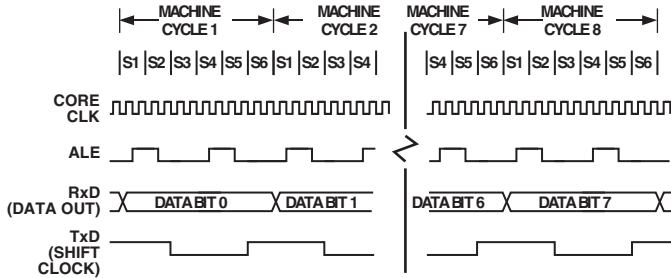 MACHINE CYCLE 1
MACHINE CYCLE 2
MACHINE CYCLE 7
MACHINE CYCLE 8
S1 S2 S3 S4 S5 S6 S1 S2 S3 S4
S4 S5 S6 S1 S2 S3 S4 S5 S6
CORE CLK
ALE
RxD (DATA OUT)
DATA BIT 0
DATA BIT 1
DATA BIT 6
DATA BIT 7
TxD (SHIFT CLOCK)